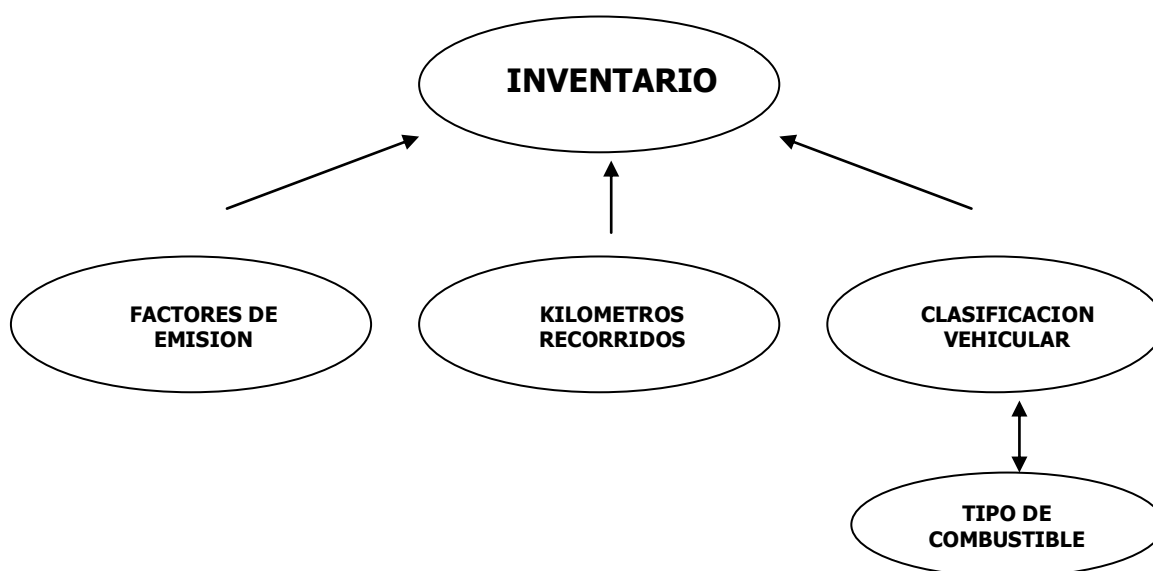 INVENTARIO
FACTORES DE
EMISION
KILOMETROS
RECORRIDOS
CLASIFICACION
VEHICULAR
TIPO DE
COMBUSTIBLE